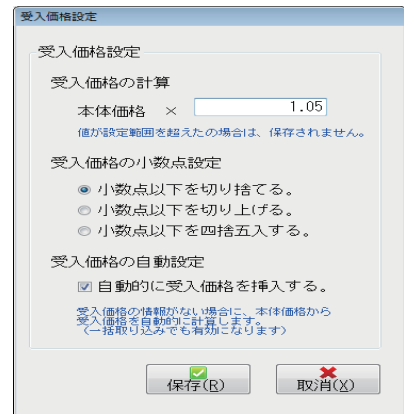 受入価格設定
受入価格設定
受入価格の計算
本体価格 × 1.05
値が設定範囲を超えたの場合は、保存されません。
受入価格の小数点設定
小数点以下を切り捨てる。
小数点以下を切り上げる。
小数点以下を四捨五入する。
受入価格の自動設定
自動的に受入価格を挿入する。
受入価格の情報がない場合に、本体価格から
受入価格を自動的に計算します。
(一括取り込みでも有効になります)
保存(R) 取消(X)